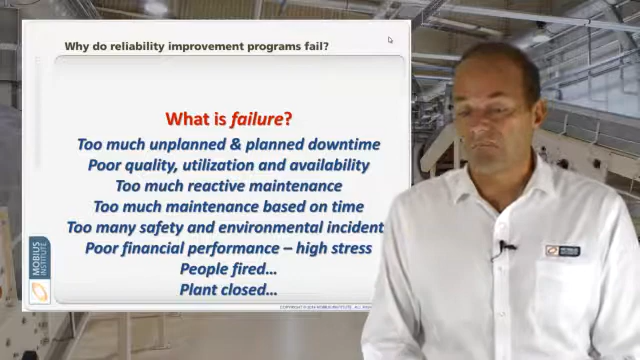 Why do reliability improvement programs fail?
What is failure?
Too much unplanned & planned downtime
Poor quality, utilization and availability
Too much reactive maintenance
Too much maintenance based on time
Too many safety and environmental incident
Poor financial performance – high stress
People fired...
Plant closed...
MOBIUS
INSTITUTE